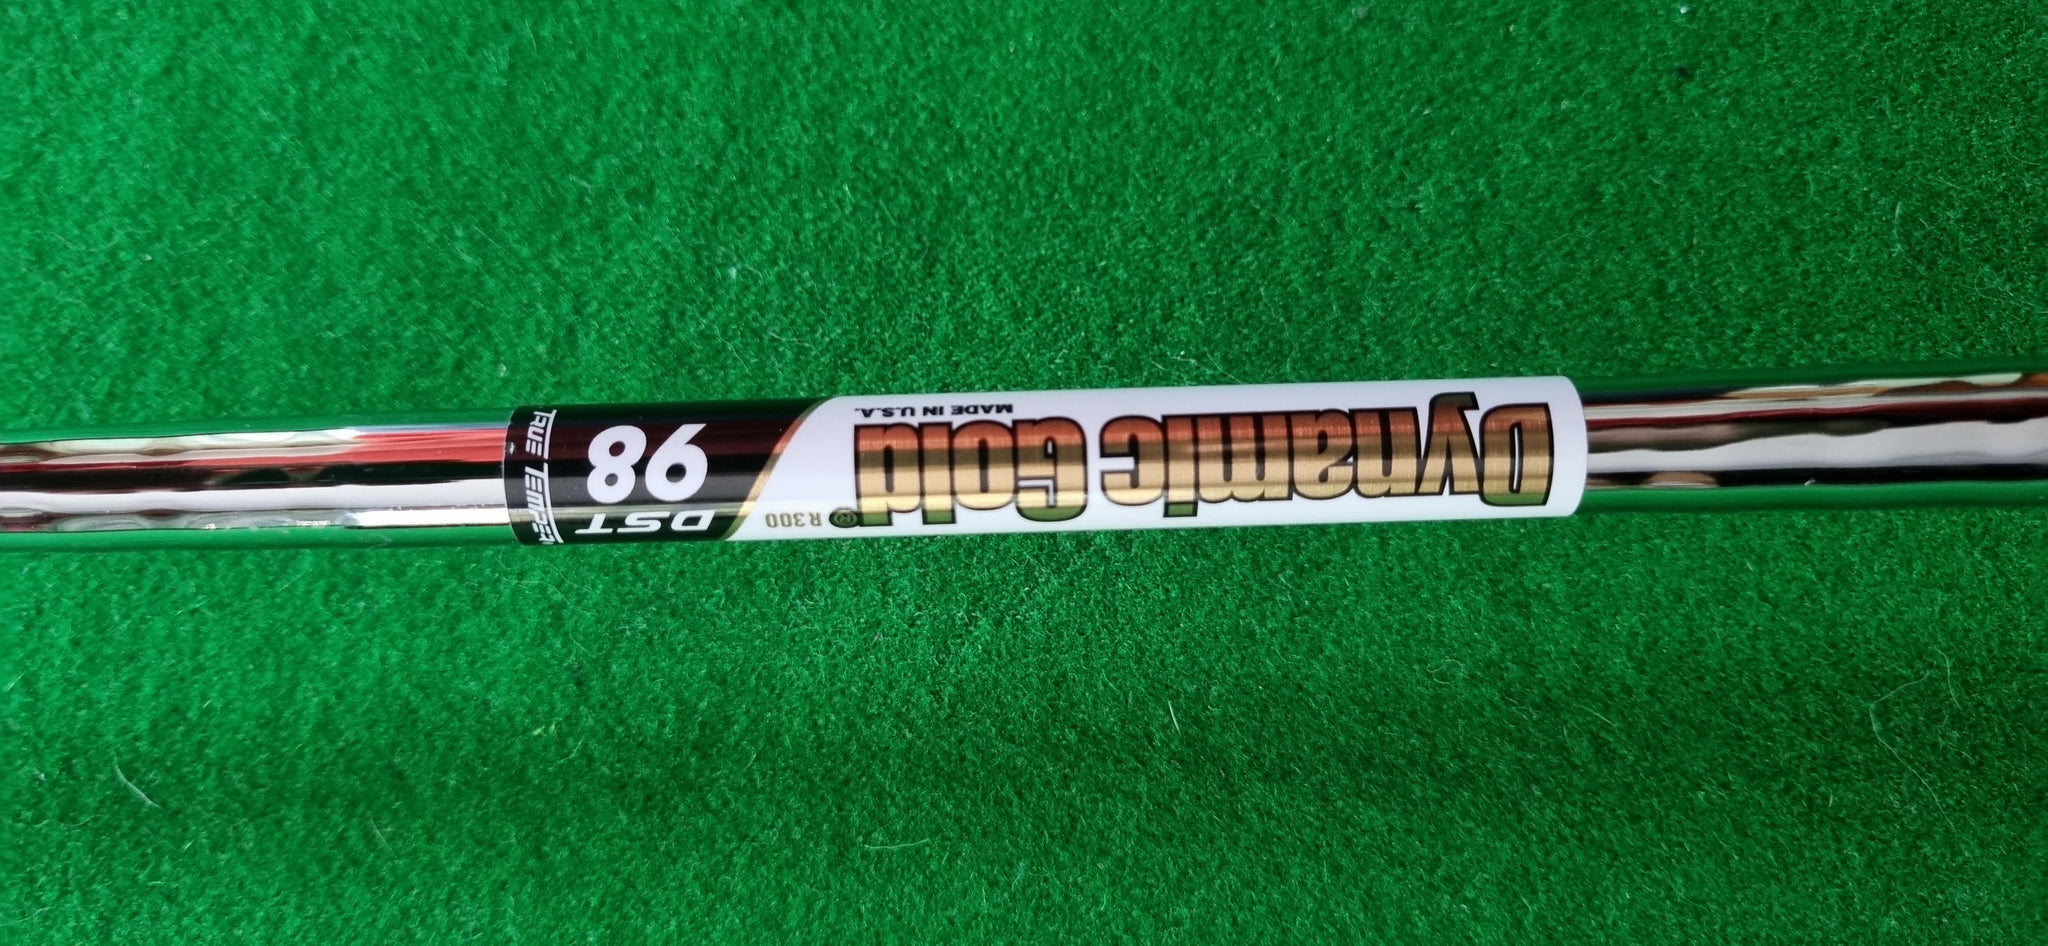 Dynamic Gold® R300
MADE IN U.S.A.
DST
98
TRUE TEMPER